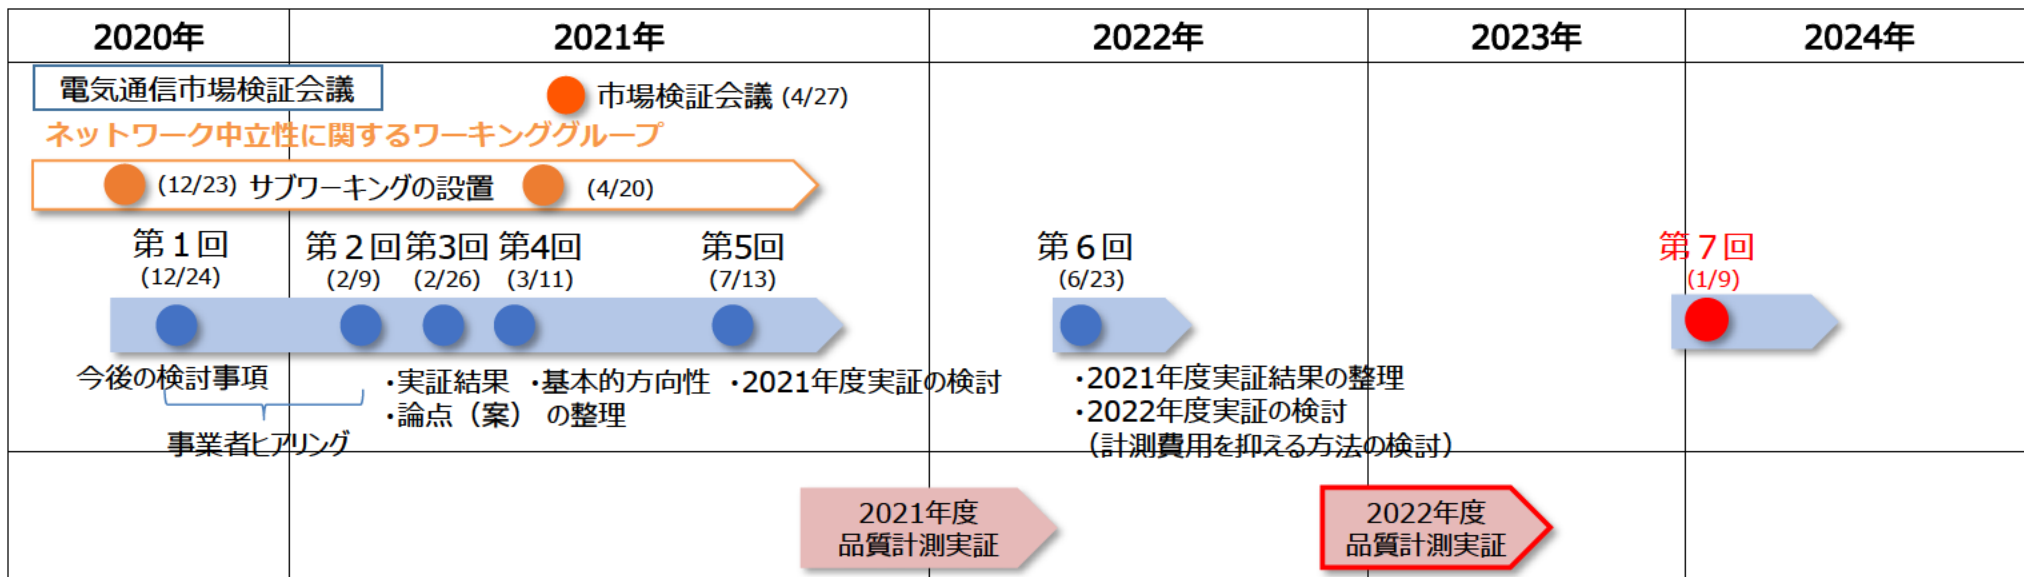 2020年 2021年 2022年 2023年 2024年
電気通信市場検証会議
市場検証会議 (4/27)
ネットワーク中立性に関するワーキンググループ
(12/23) サブワーキングの設置 (4/20)
第１回 第２回 第3回 第4回 第5回 第６回 第７回
(12/24) (2/9) (2/26) (3/11) (7/13) (6/23) (1/9)
今後の検討事項
事業者ヒアリング
・実証結果
・論点（案）
・基本的方向性
の整理
・2021年度実証の検討
・2021年度実証結果の整理
・2022年度実証の検討
（計測費用を抑える方法の検討）
2021年度
品質計測実証
2022年度
品質計測実証